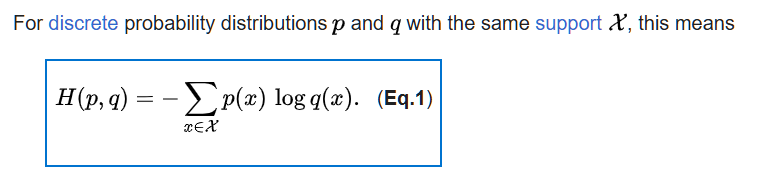 For discrete probability distributions p and q with the same support 𝒳, this means
H(p, q) = − ∑_{x∈𝒳} p(x) log q(x). (Eq.1)